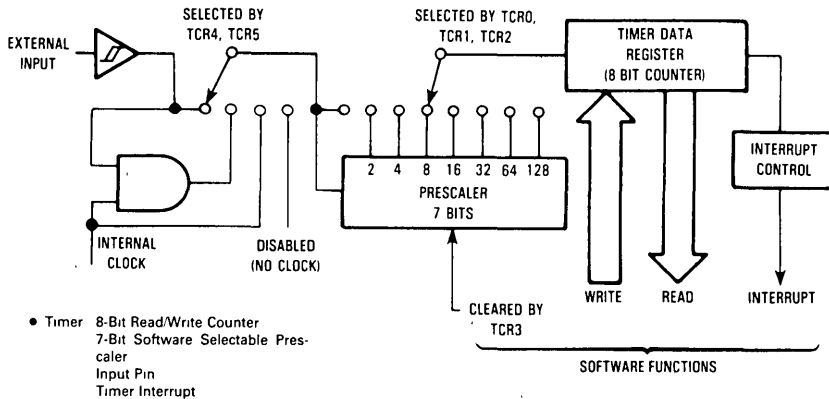 SELECTED BY
TCR4, TCR5
SELECTED BY TCR0,
TCR1, TCR2
TIMER DATA
REGISTER
(8 BIT COUNTER)
EXTERNAL
INPUT
2 4 8 16 32 64 128
PRESCALER
7 BITS
INTERRUPT
CONTROL
INTERNAL
CLOCK
DISABLED
(NO CLOCK)
CLEARED BY
TCR3
WRITE
READ
INTERRUPT
SOFTWARE FUNCTIONS
● Timer 8-Bit Read/Write Counter
7-Bit Software Selectable Pres-
caler
Input Pin
Timer Interrupt